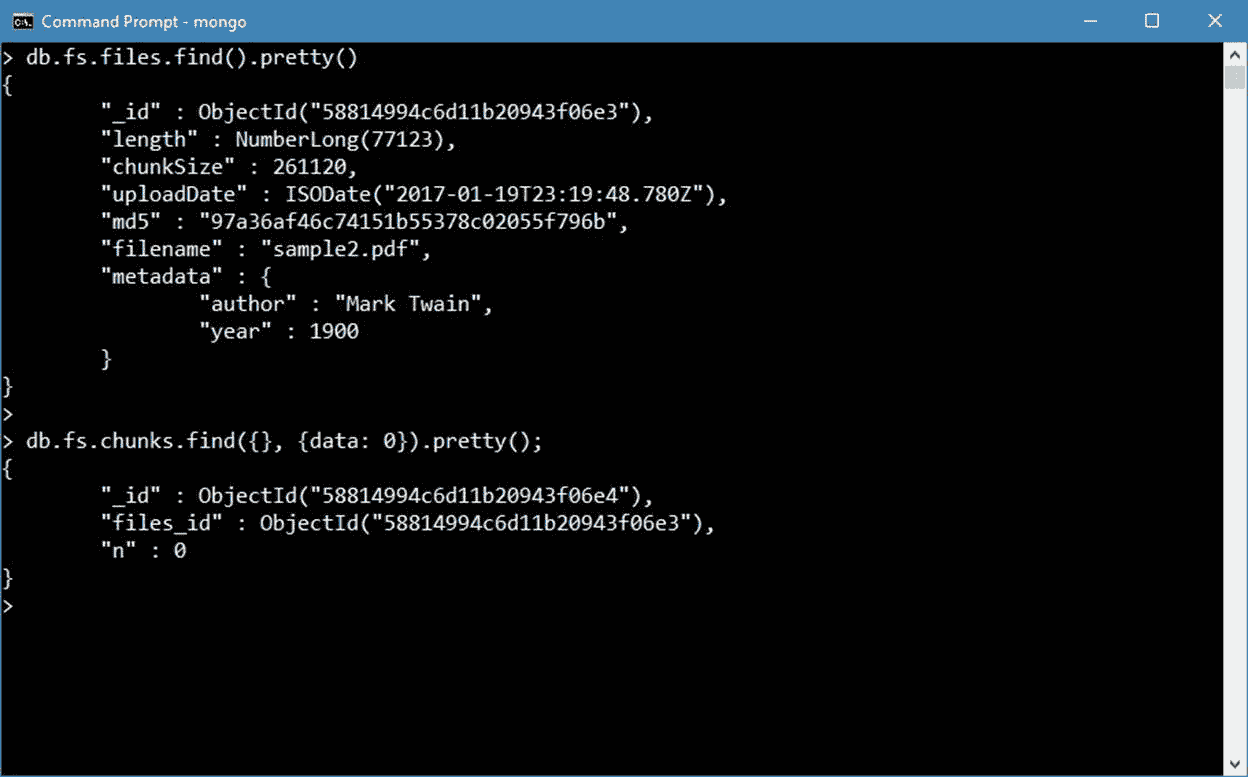 Command Prompt - mongo
> db.fs.files.find().pretty()
{
        "_id" : ObjectId("58814994c6d11b20943f06e3"),
        "length" : NumberLong(77123),
        "chunkSize" : 261120,
        "uploadDate" : ISODate("2017-01-19T23:19:48.780Z"),
        "md5" : "97a36af46c74151b55378c02055f796b",
        "filename" : "sample2.pdf",
        "metadata" : {
                "author" : "Mark Twain",
                "year" : 1900
        }
}
>
> db.fs.chunks.find({}, {data: 0}).pretty();
{
        "_id" : ObjectId("58814994c6d11b20943f06e4"),
        "files_id" : ObjectId("58814994c6d11b20943f06e3"),
        "n" : 0
}
>